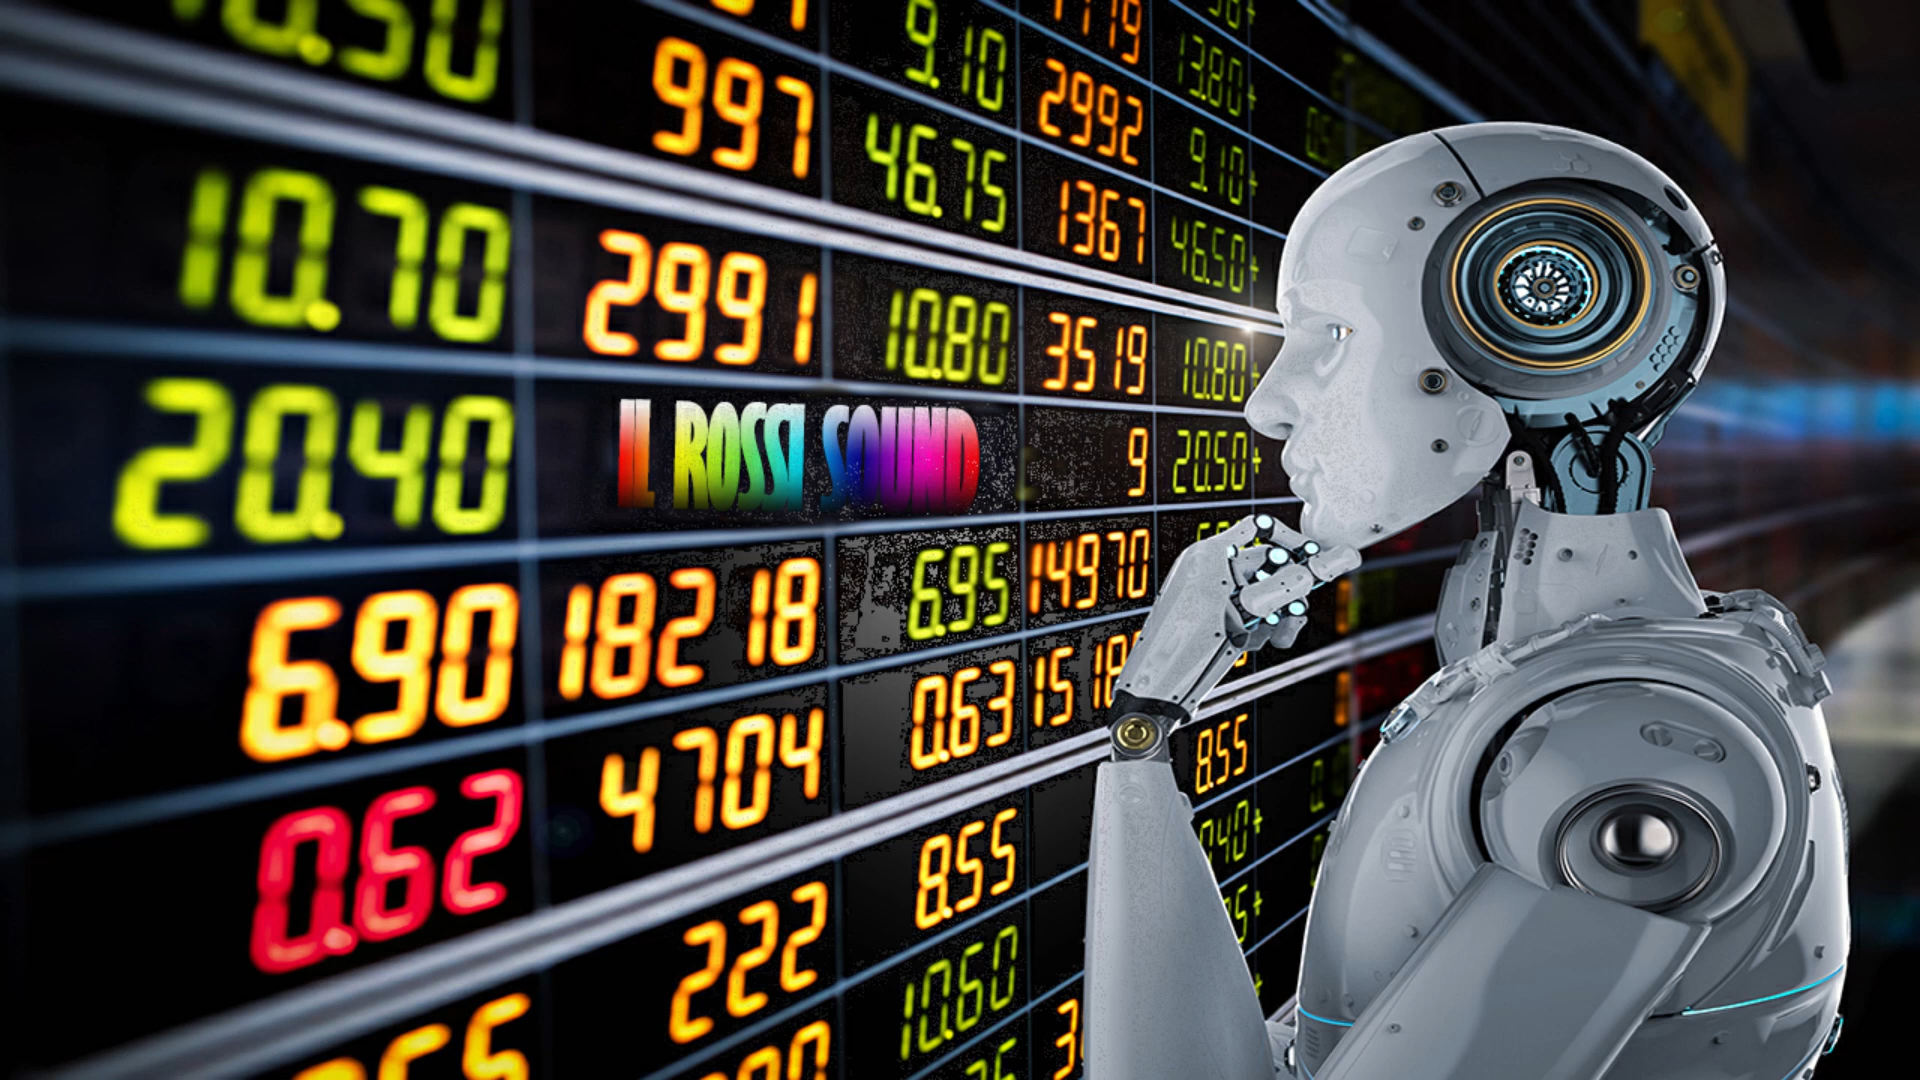 997 9.10 2992 13.80
46.75 1367 9.10
10.70 2991 10.80 3519 46.50
10.80
20.40 IL ROSSI SOUND 9 20.50
6.90 18218 6.95 14970
0.62 4704 0.63 8.55
222 8.55
10.60